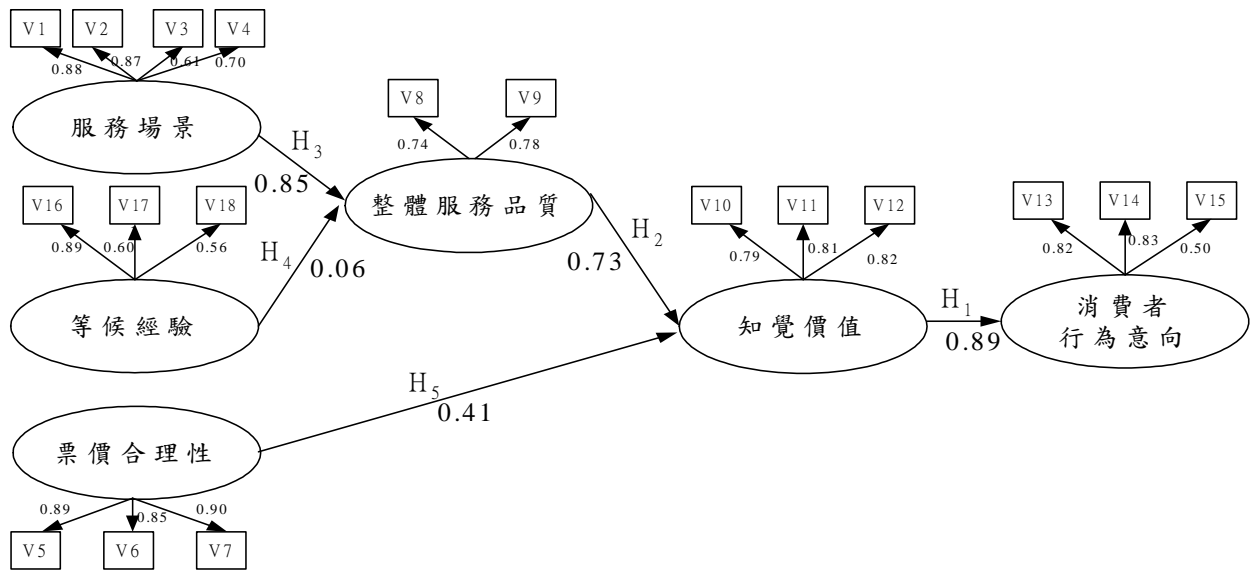 V1 V2 V3 V4
0.88 0.87 0.61 0.70
服務場景
V8 V9
0.74 0.78
整體服務品質
H3
0.85
V16 V17 V18
0.89 0.60 0.56
等候經驗
H4
0.06
H2
0.73
V10 V11 V12
0.79 0.81 0.82
知覺價值
V13 V14 V15
0.82 0.83 0.50
消費者
行為意向
H1
0.89
H5
0.41
票價合理性
0.89 0.85 0.90
V5 V6 V7